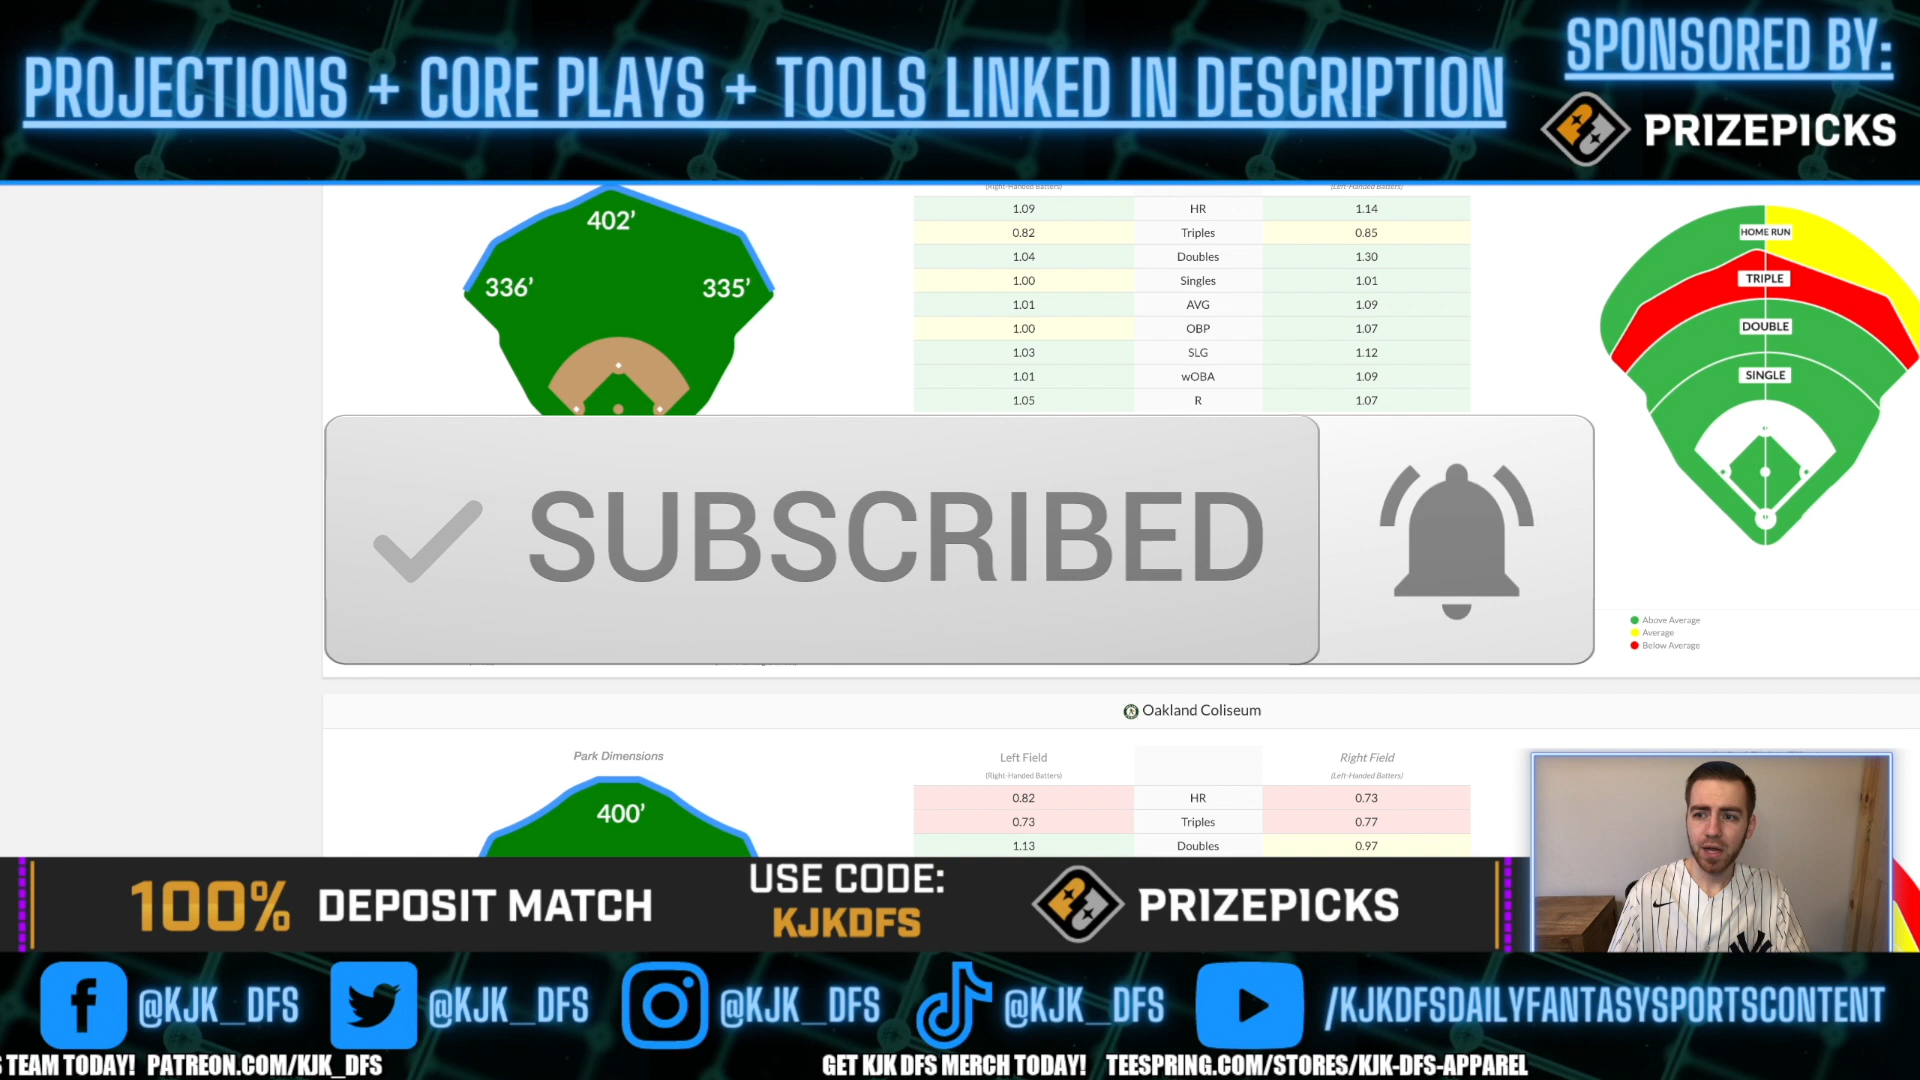 PROJECTIONS + CORE PLAYS + TOOLS LINKED IN DESCRIPTION
SPONSORED BY:
PRIZEPICKS
402'
336'
335'
(Right-Handed Batters)
(Left-Handed Batters)
1.09 HR 1.14
0.82 Triples 0.85
1.04 Doubles 1.30
1.00 Singles 1.01
1.01 AVG 1.09
1.00 OBP 1.07
1.03 SLG 1.12
1.01 wOBA 1.09
1.05 R 1.07
HOME RUN
TRIPLE
DOUBLE
SINGLE
SUBSCRIBED
Above Average
Average
Below Average
Oakland Coliseum
Park Dimensions
400'
Left Field
(Right-Handed Batters)
Right Field
(Left-Handed Batters)
0.82 HR 0.73
0.73 Triples 0.77
1.13 Doubles 0.97
100% DEPOSIT MATCH
USE CODE:
KJKDFS
PRIZEPICKS
@KJK_DFS
@KJK_DFS
@KJK_DFS
@KJK_DFS
/KJKDFSDAILYFANTASYSPORTSCONTENT
S TEAM TODAY! PATREON.COM/KJK_DFS
GET KJK DFS MERCH TODAY! TEESPRING.COM/STORES/KJK-DFS-APPAREL